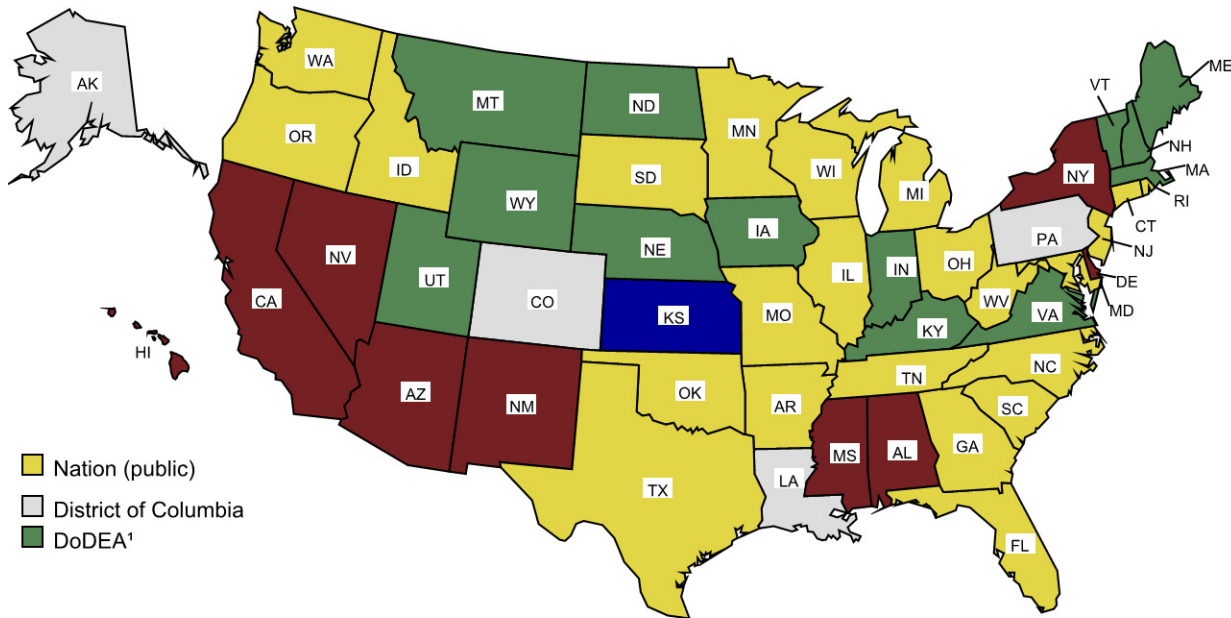 ME
VT
WA
AK
MT
ND
MN
OR
NH
MA
ID
SD
WI
NY
MI
RI
WY
CT
IA
PA
NJ
NE
NV
OH
IL
IN
DE
UT
CA
CO
WV
MD
KS
MO
VA
KY
HI
NC
TN
AZ
OK
NM
AR
SC
MS
AL
GA
Nation (public)
LA
TX
District of Columbia
DoDEA¹
FL